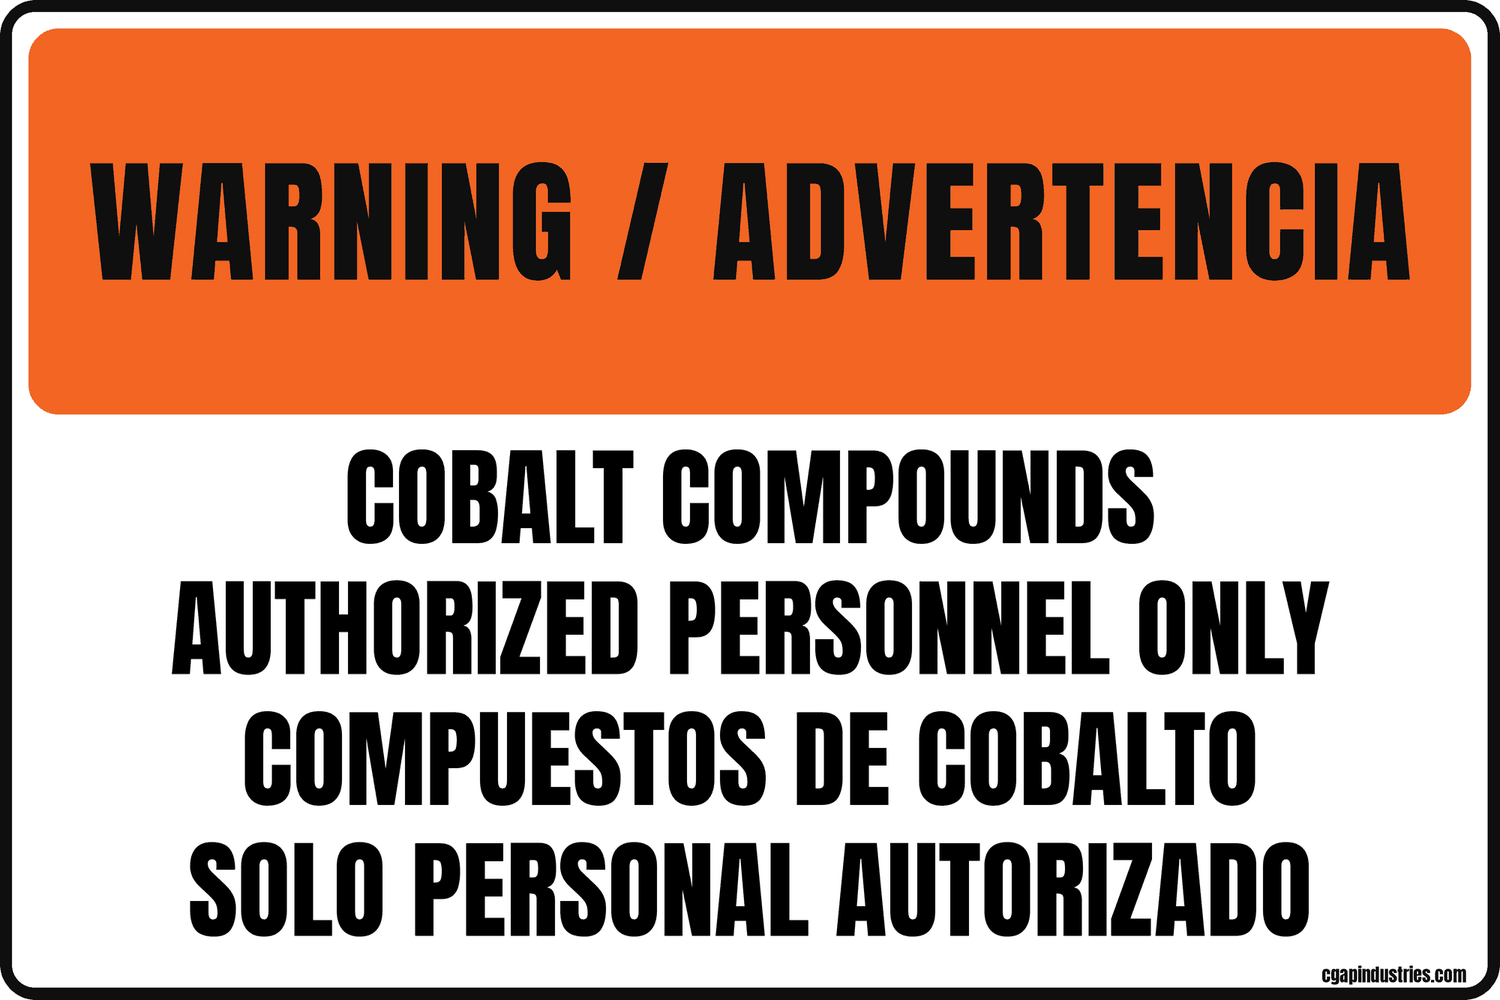 WARNING / ADVERTENCIA
COBALT COMPOUNDS
AUTHORIZED PERSONNEL ONLY
COMPUESTOS DE COBALTO
SOLO PERSONAL AUTORIZADO
cgapindustries.com